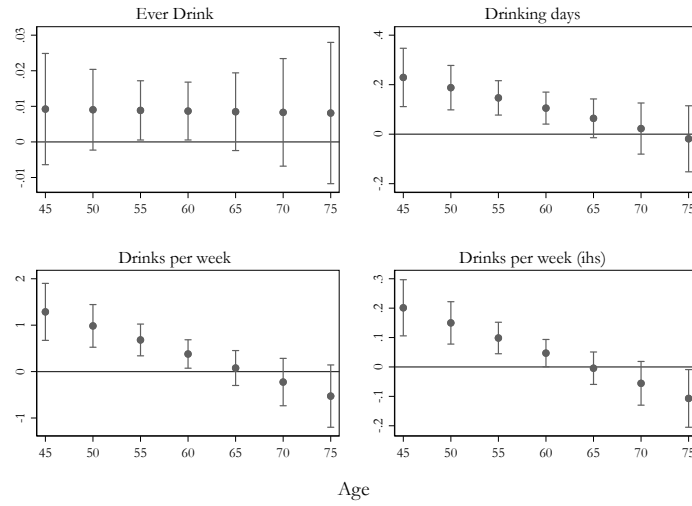 Ever Drink
.03
.02
.01
0
-.01
45 50 55 60 65 70 75
Drinking days
.4
.2
0
-.2
45 50 55 60 65 70 75
Drinks per week
2
1
0
-1
45 50 55 60 65 70 75
Drinks per week (ihs)
.3
.2
.1
0
-.1
-.2
45 50 55 60 65 70 75
Age